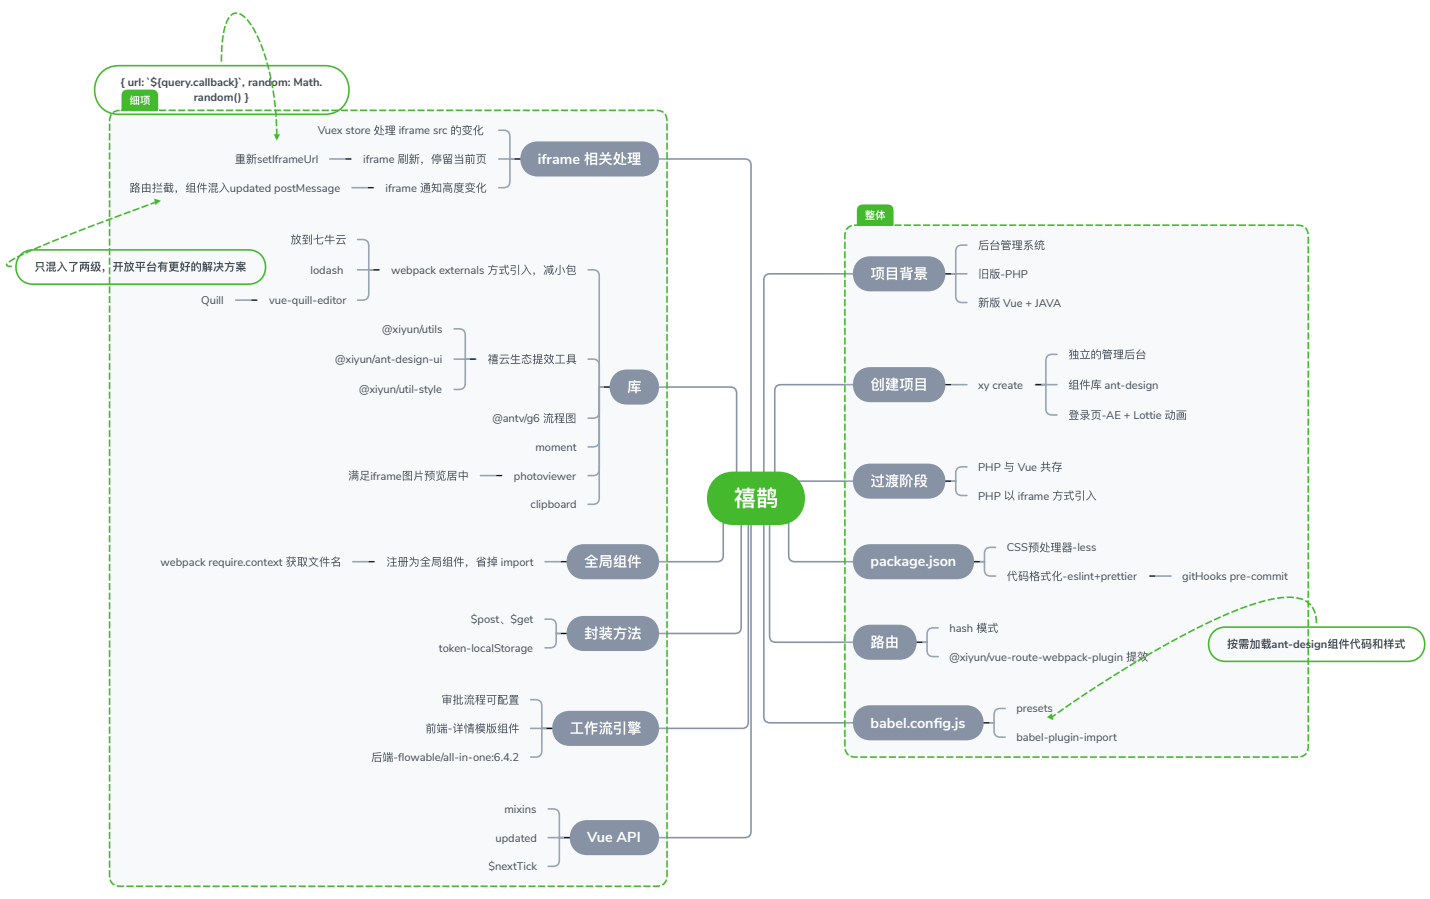 { url: `${query.callback}`, random: Math.
random() }
细项
Vuex store 处理 iframe src 的变化
重新setIframeUrl
iframe 刷新，停留当前页
路由拦截，组件混入updated postMessage
iframe 通知高度变化
iframe 相关处理
只混入了两级，开放平台有更好的解决方案
放到七牛云
lodash
Quill
vue-quill-editor
webpack externals 方式引入，减小包
@xiyun/utils
@xiyun/ant-design-ui
@xiyun/util-style
禧云生态提效工具
@antv/g6 流程图
moment
满足iframe图片预览居中
photoviewer
clipboard
库
webpack require.context 获取文件名
注册为全局组件，省掉 import
全局组件
$post、$get
token-localStorage
封装方法
审批流程可配置
前端-详情模版组件
后端-flowable/all-in-one:6.4.2
工作流引擎
mixins
updated
$nextTick
Vue API
禧鹊
整体
项目背景
后台管理系统
旧版-PHP
新版 Vue + JAVA
创建项目
xy create
独立的管理后台
组件库 ant-design
登录页-AE + Lottie 动画
过渡阶段
PHP 与 Vue 共存
PHP 以 iframe 方式引入
package.json
CSS预处理器-less
代码格式化-eslint+prettier
gitHooks pre-commit
路由
hash 模式
@xiyun/vue-route-webpack-plugin 提效
按需加载ant-design组件代码和样式
babel.config.js
presets
babel-plugin-import